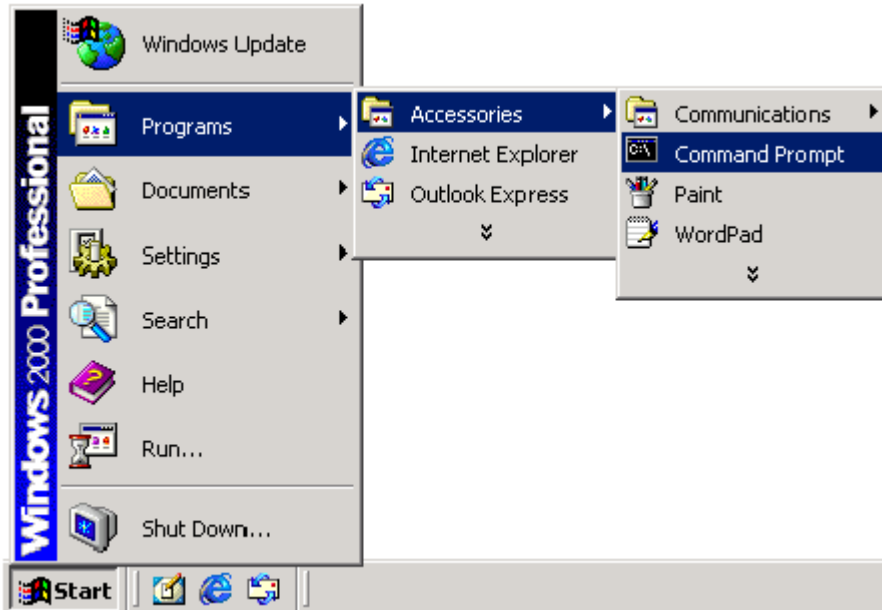 Windows 2000 Professional
Windows Update
Programs
Documents
Settings
Search
Help
Run...
Shut Down...
Accessories
Internet Explorer
Outlook Express
Communications
C:\
Command Prompt
Paint
WordPad
Start